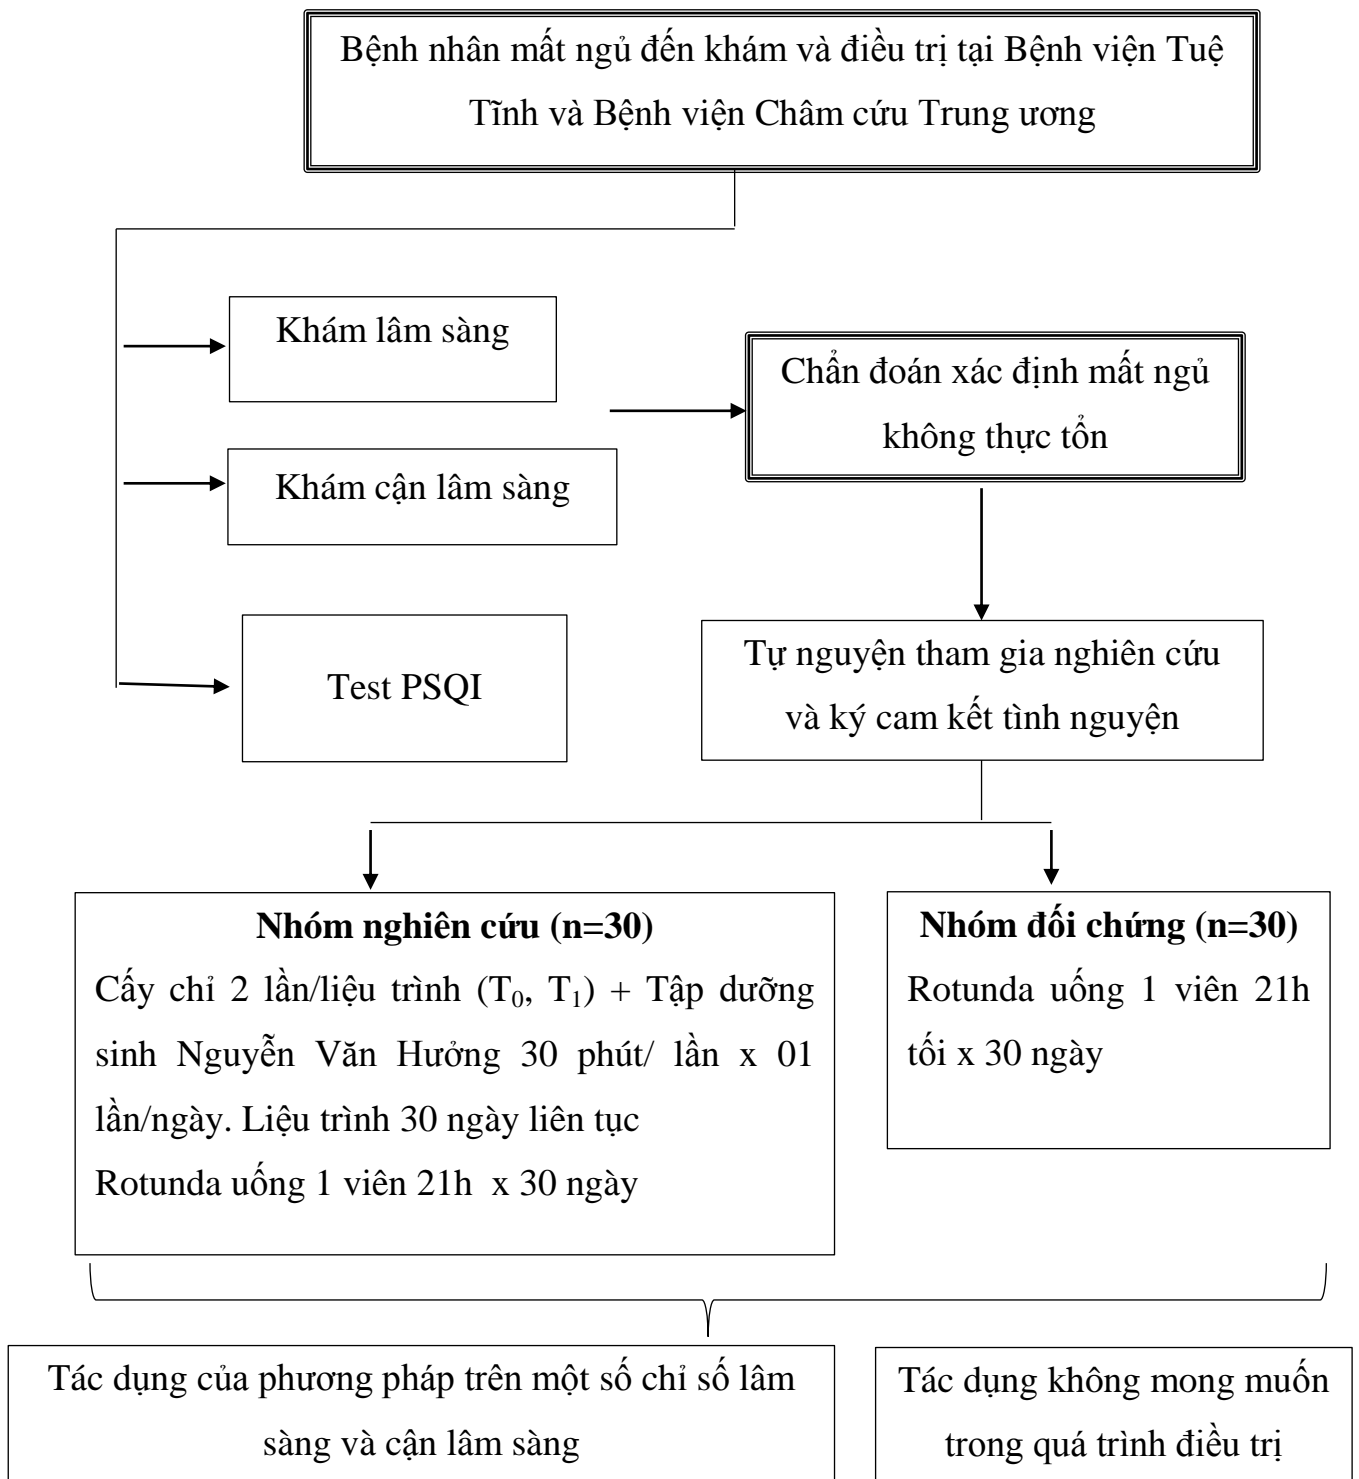 Bệnh nhân mất ngủ đến khám và điều trị tại Bệnh viện Tuệ
Tĩnh và Bệnh viện Châm cứu Trung ương
Khám lâm sàng
Chẩn đoán xác định mất ngủ
không thực tổn
Khám cận lâm sàng
Test PSQI
Tự nguyện tham gia nghiên cứu
và ký cam kết tình nguyện
Nhóm nghiên cứu (n=30)
Cấy chỉ 2 lần/liệu trình (T₀, T₁) + Tập dưỡng
sinh Nguyễn Văn Hưởng 30 phút/ lần x 01
lần/ngày. Liệu trình 30 ngày liên tục
Rotunda uống 1 viên 21h x 30 ngày
Nhóm đối chứng (n=30)
Rotunda uống 1 viên 21h
tối x 30 ngày
Tác dụng của phương pháp trên một số chỉ số lâm
sàng và cận lâm sàng
Tác dụng không mong muốn
trong quá trình điều trị